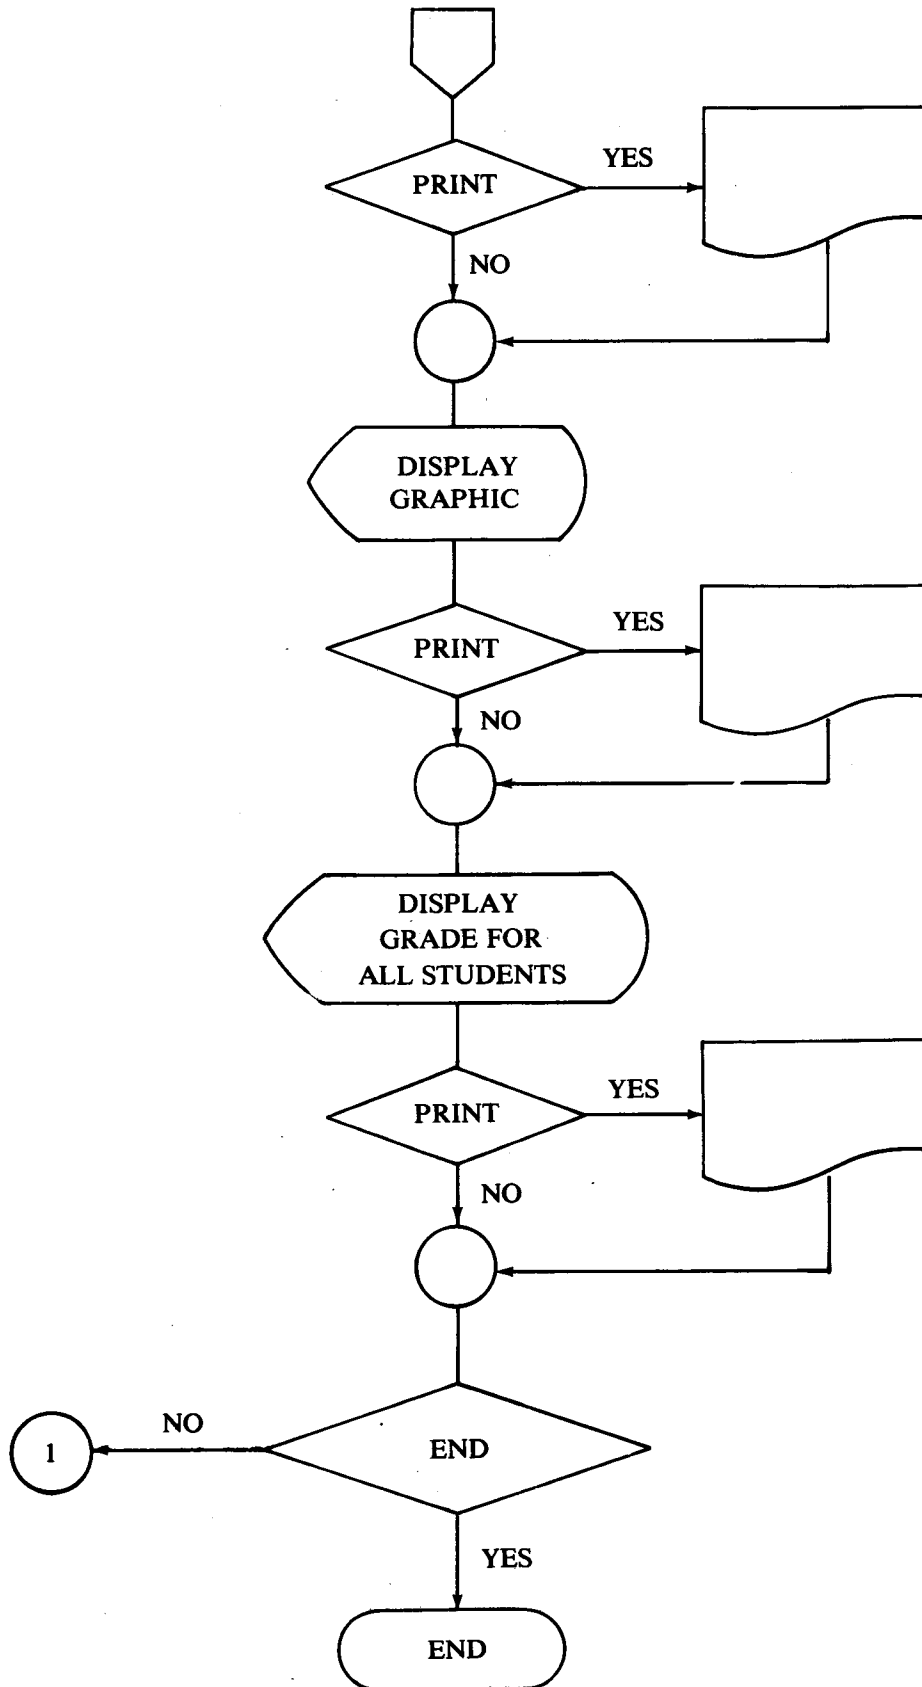 PRINT
YES
NO
DISPLAY
GRAPHIC
PRINT
YES
NO
DISPLAY
GRADE FOR
ALL STUDENTS
PRINT
YES
NO
END
NO
1
YES
END